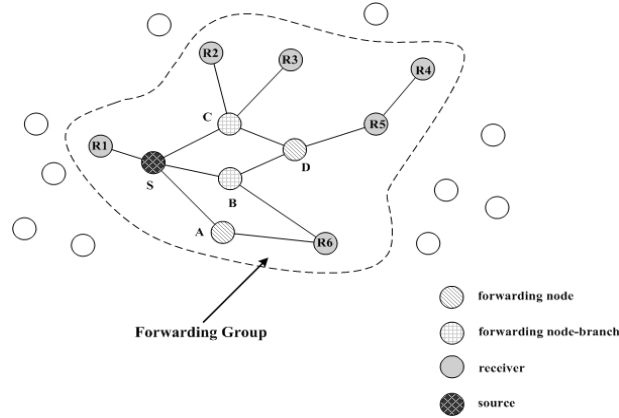 R2
R3
R4
C
R5
R1
D
S
B
A
R6
Forwarding Group
forwarding node
forwarding node-branch
receiver
source